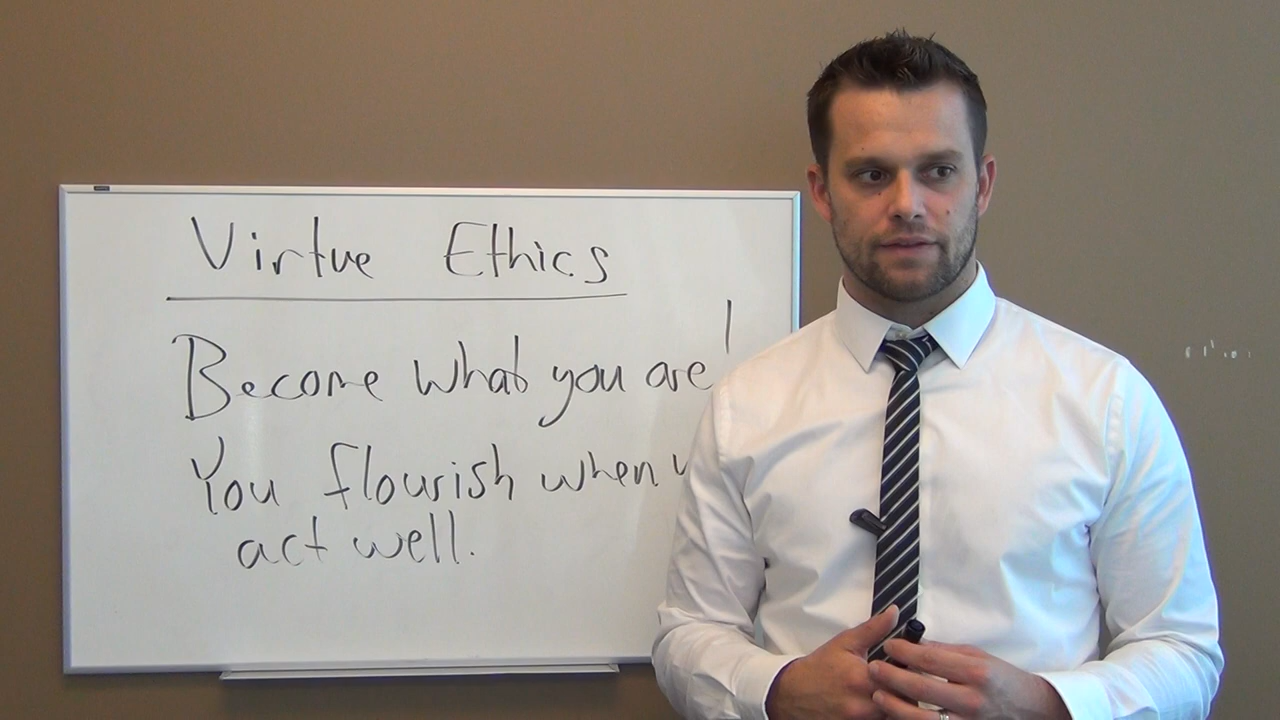 Virtue Ethics
Become what you are!
You flourish when
act well.